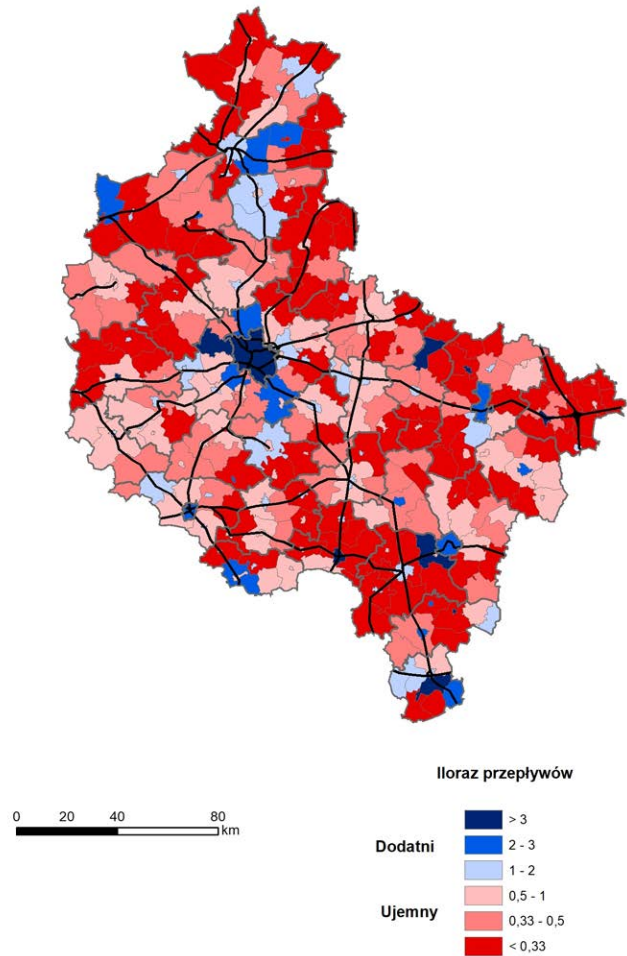 Iloraz przepływów
0 20 40 80
km
> 3
Dodatni
2 - 3
1 - 2
0,5 - 1
Ujemny
0,33 - 0,5
< 0,33